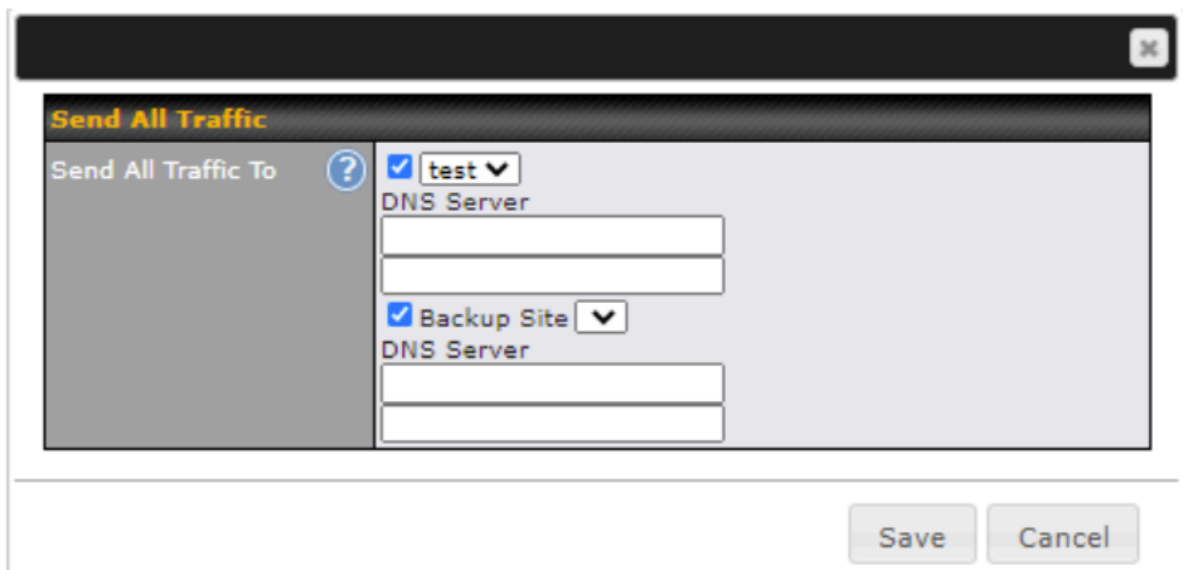 Send All Traffic
Send All Traffic To ? test
DNS Server
Backup Site
DNS Server
Save Cancel